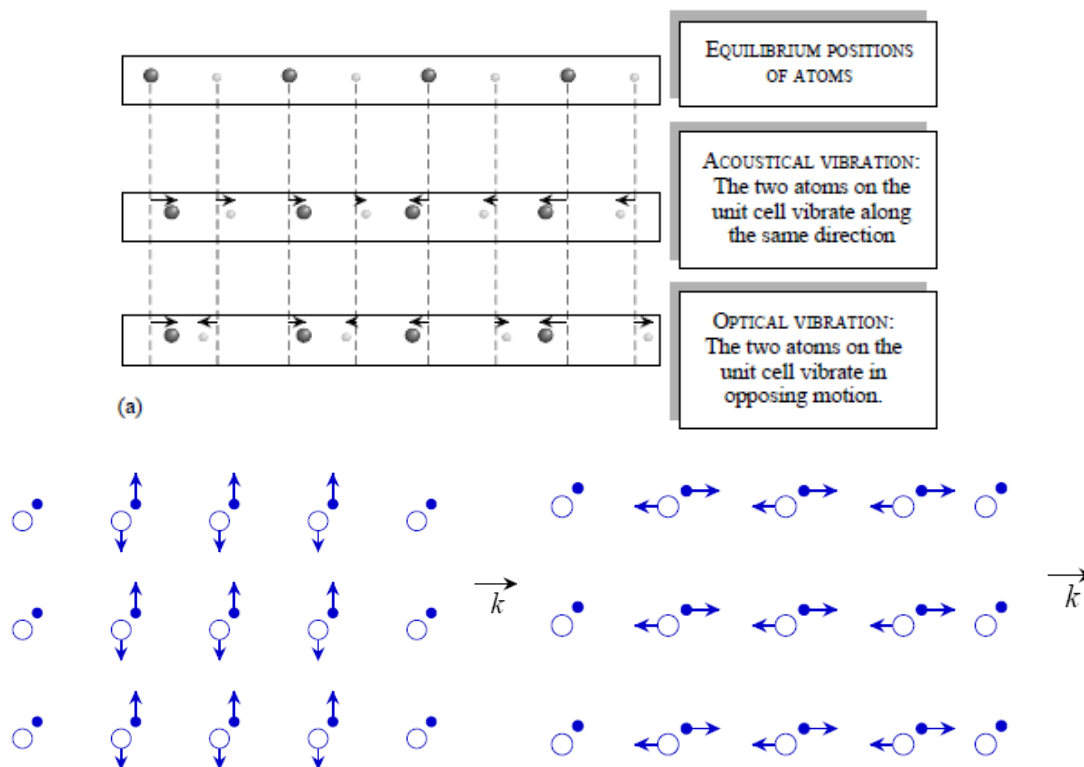 EQUILIBRIUM POSITIONS
OF ATOMS
ACOUSTICAL VIBRATION:
The two atoms on the
unit cell vibrate along
the same direction
OPTICAL VIBRATION:
The two atoms on the
unit cell vibrate in
opposing motion.
(a)
k
k